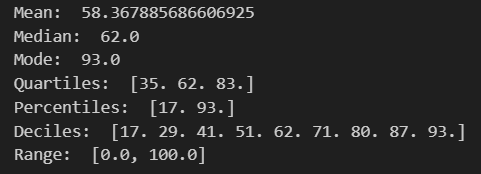 Mean:  58.367885686606925
Median:  62.0
Mode:  93.0
Quartiles:  [35. 62. 83.]
Percentiles:  [17. 93.]
Deciles:  [17. 29. 41. 51. 62. 71. 80. 87. 93.]
Range:  [0.0, 100.0]